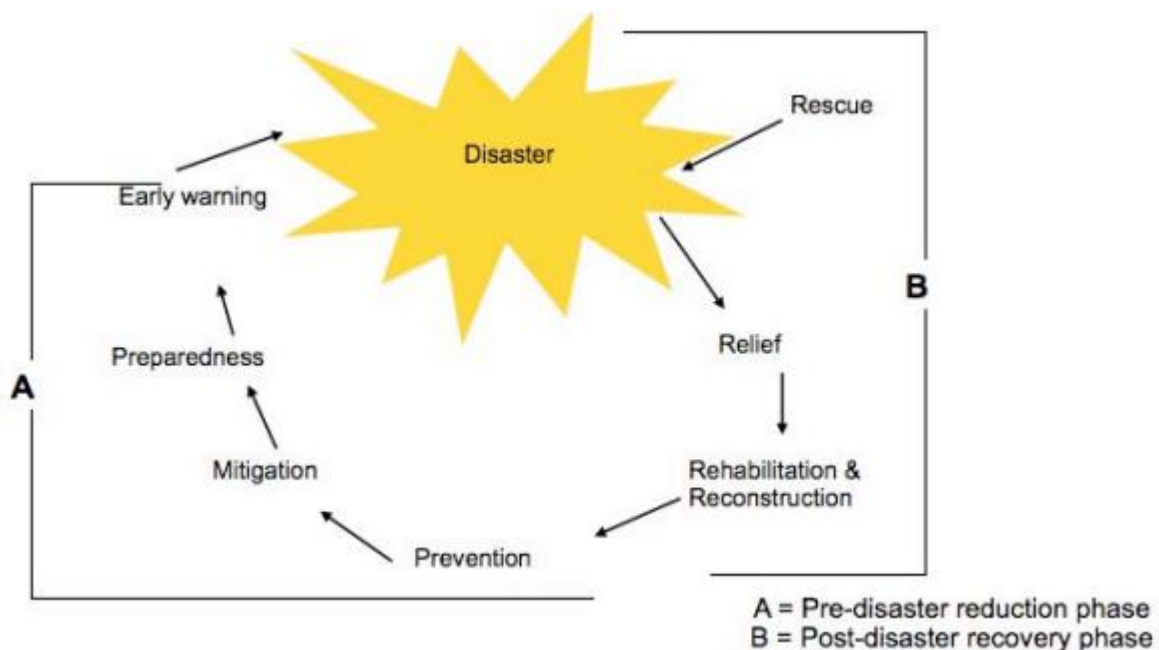 Rescue
Disaster
Early warning
B
Relief
Preparedness
A
Mitigation
Rehabilitation &
Reconstruction
Prevention
A = Pre-disaster reduction phase
B = Post-disaster recovery phase